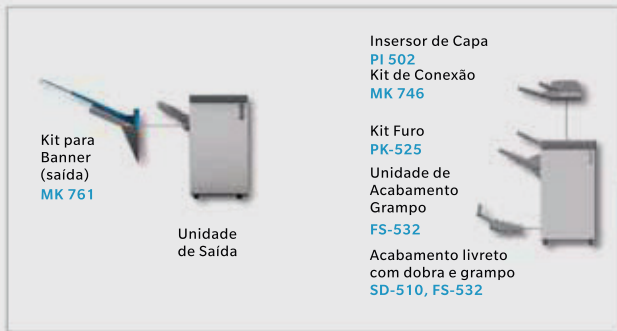 Kit para
Banner
(saída)
MK 761
Unidade
de Saída
Insersor de Capa
PI 502
Kit de Conexão
MK 746
Kit Furo
PK-525
Unidade de
Acabamento
Grampo
FS-532
Acabamento livreto
com dobra e grampo
SD-510, FS-532